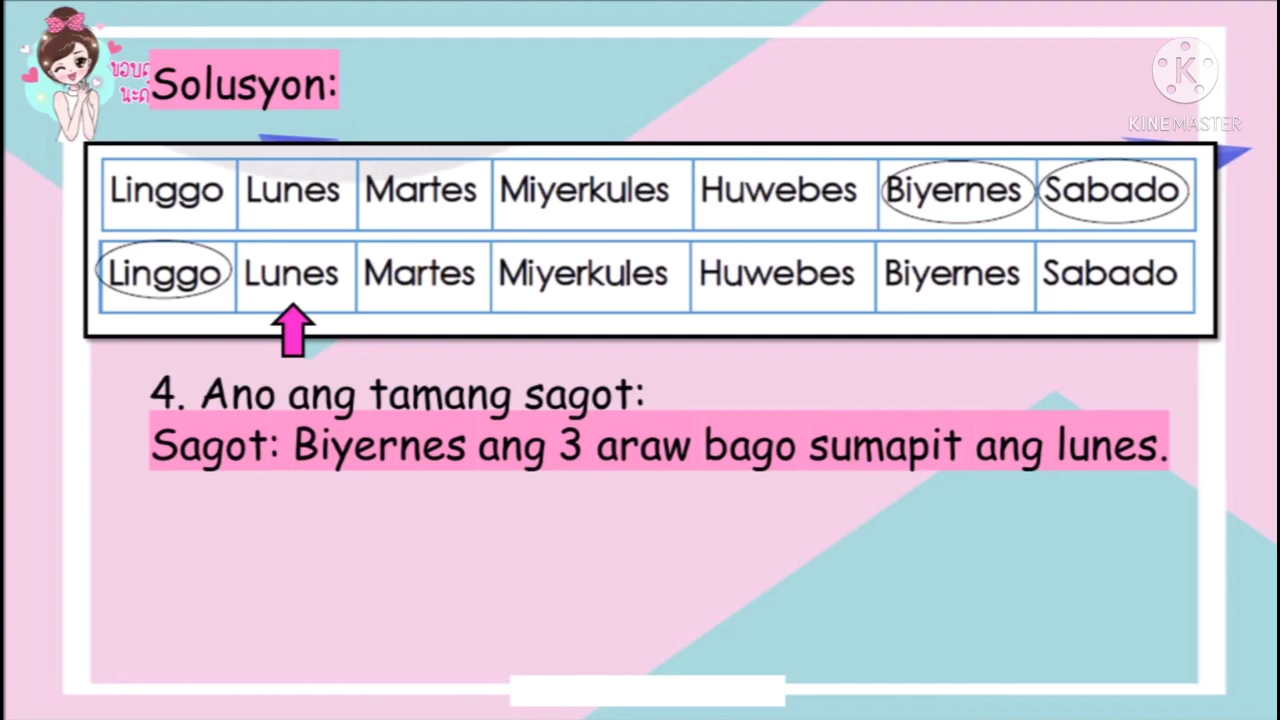 Solusyon:
KINEMASTER
Linggo Lunes Martes Miyerkules Huwebes Biyernes Sabado
Linggo Lunes Martes Miyerkules Huwebes Biyernes Sabado
4. Ano ang tamang sagot:
Sagot: Biyernes ang 3 araw bago sumapit ang lunes.